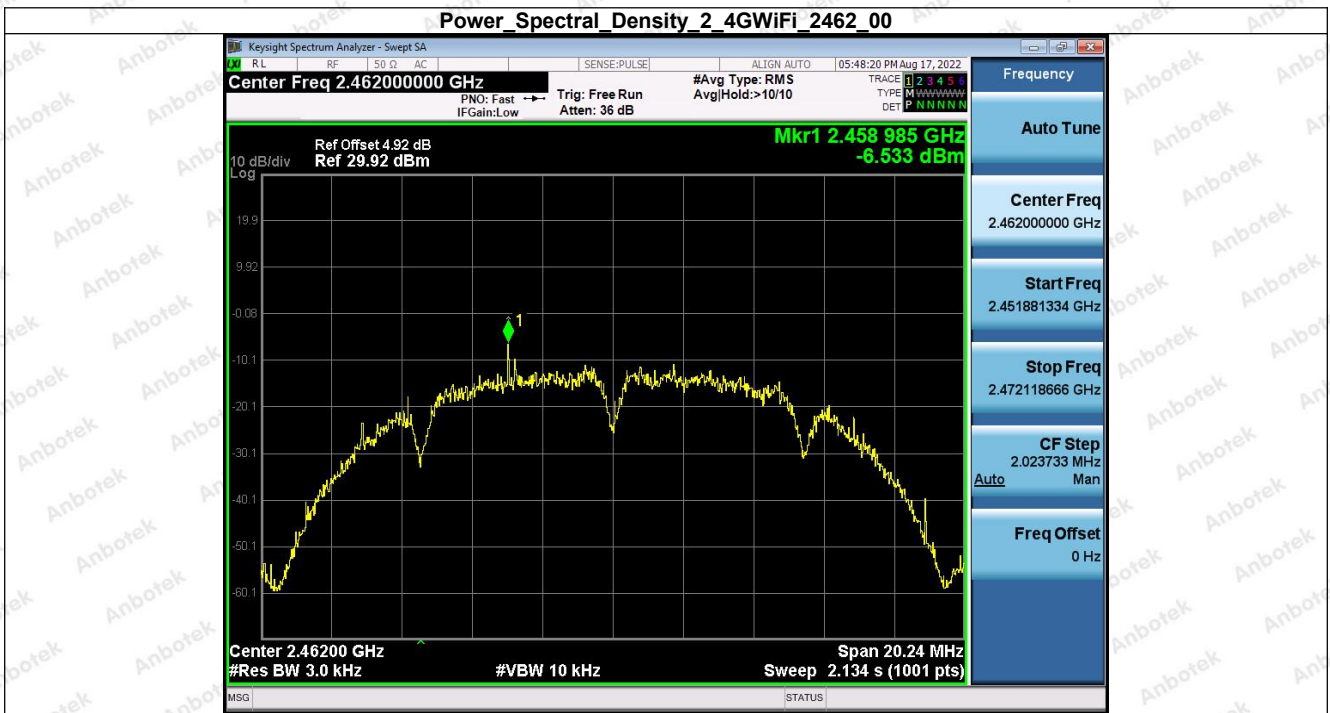 Power_Spectral_Density_2_4GWiFi_2462_00
Keysight Spectrum Analyzer - Swept SA
LXI RL RF 50 Ω AC SENSE:PULSE ALIGN AUTO 05:48:20 PM Aug 17, 2022
Center Freq 2.462000000 GHz
#Avg Type: RMS
Avg|Hold:>10/10
TRACE 1 2 3 4 5 6
TYPE M WWWWW
DET P N N N N N
PNO: Fast
IFGain:Low
Trig: Free Run
Atten: 36 dB
Mkr1 2.458 985 GHz
-6.533 dBm
Ref Offset 4.92 dB
10 dB/div Ref 29.92 dBm
Log
19.9
9.92
-0.08
1
-10.1
-20.1
-30.1
-40.1
-50.1
-60.1
Center 2.46200 GHz Span 20.24 MHz
#Res BW 3.0 kHz #VBW 10 kHz Sweep 2.134 s (1001 pts)
MSG STATUS
Frequency
Auto Tune
Center Freq
2.462000000 GHz
Start Freq
2.451881334 GHz
Stop Freq
2.472118666 GHz
CF Step
2.023733 MHz
Auto Man
Freq Offset
0 Hz
Anbotek